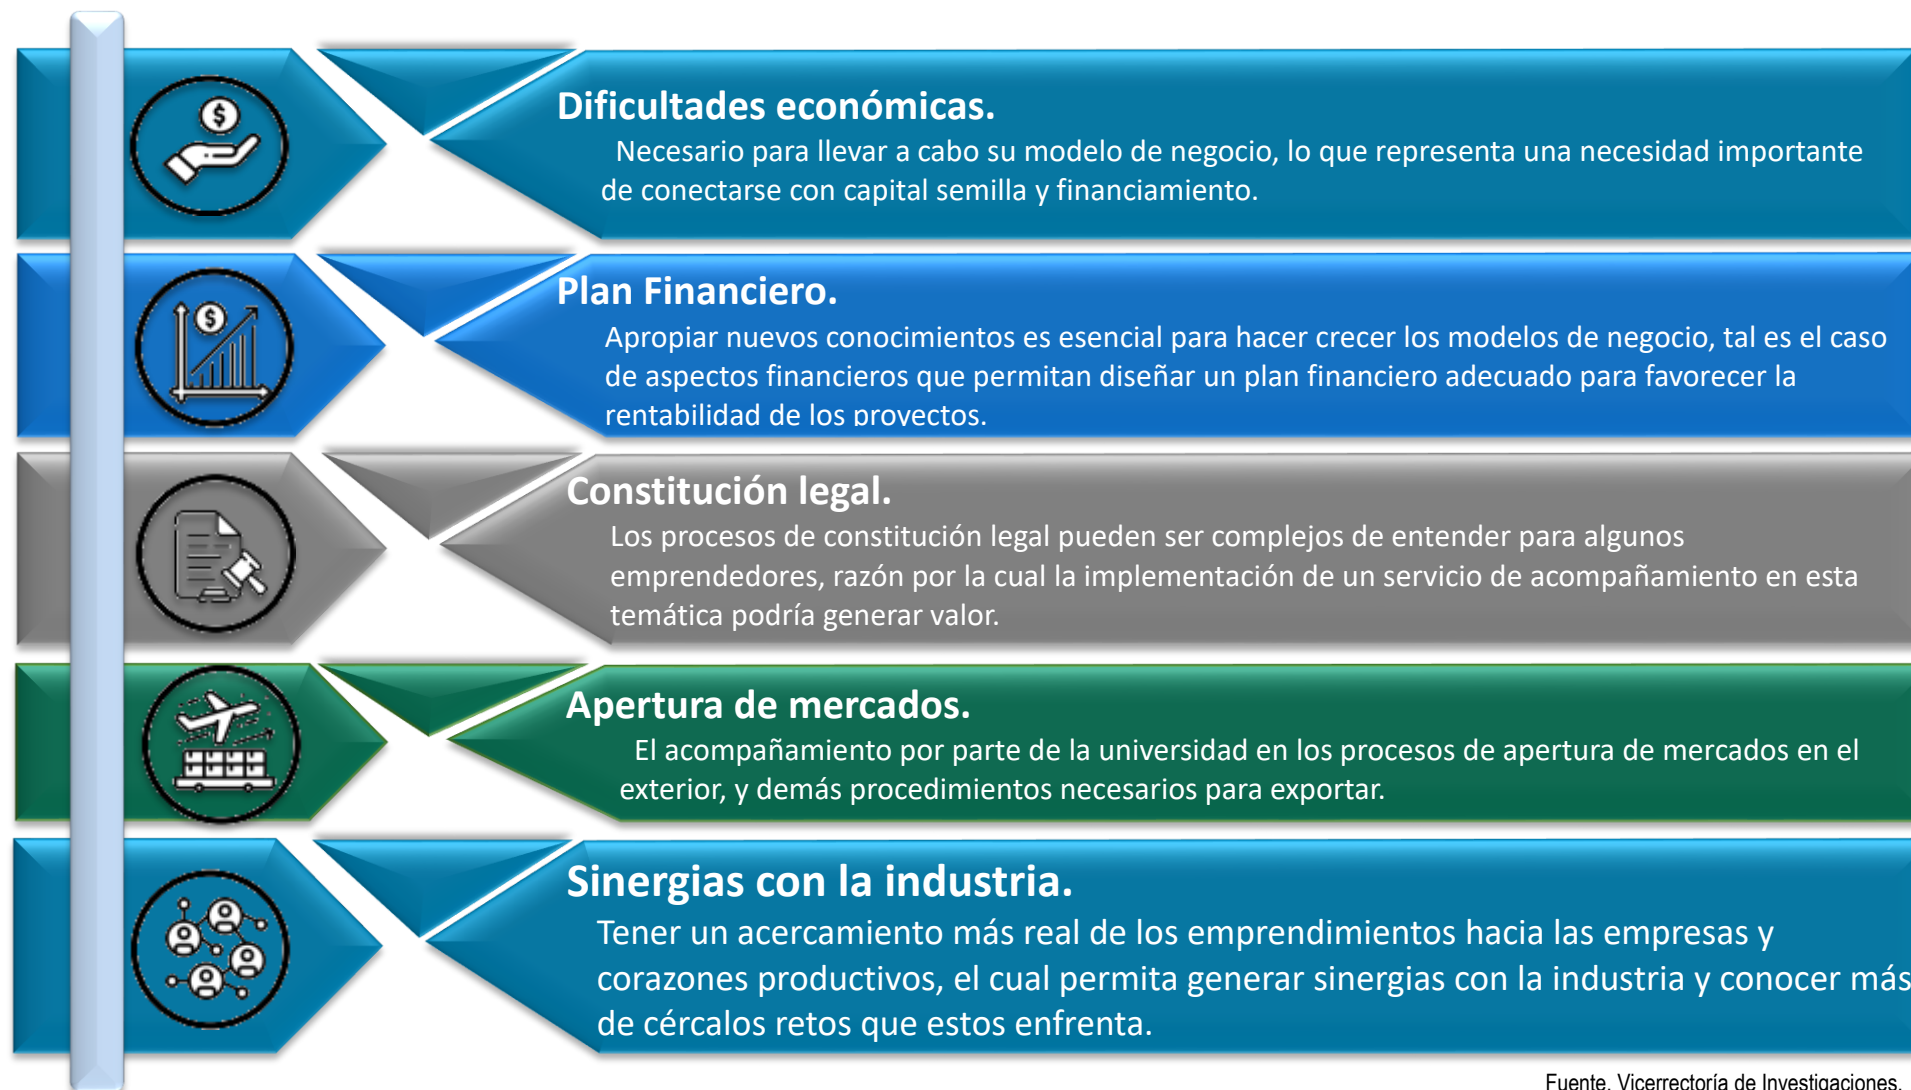 Dificultades económicas.
Necesario para llevar a cabo su modelo de negocio, lo que representa una necesidad importante
de conectarse con capital semilla y financiamiento.
Plan Financiero.
Apropiar nuevos conocimientos es esencial para hacer crecer los modelos de negocio, tal es el caso
de aspectos financieros que permitan diseñar un plan financiero adecuado para favorecer la
rentabilidad de los proyectos.
Constitución legal.
Los procesos de constitución legal pueden ser complejos de entender para algunos
emprendedores, razón por la cual la implementación de un servicio de acompañamiento en esta
temática podría generar valor.
Apertura de mercados.
El acompañamiento por parte de la universidad en los procesos de apertura de mercados en el
exterior, y demás procedimientos necesarios para exportar.
Sinergias con la industria.
Tener un acercamiento más real de los emprendimientos hacia las empresas y
corazones productivos, el cual permita generar sinergias con la industria y conocer más
de cércalos retos que estos enfrenta.
Fuente. Vicerrectoría de Investigaciones.